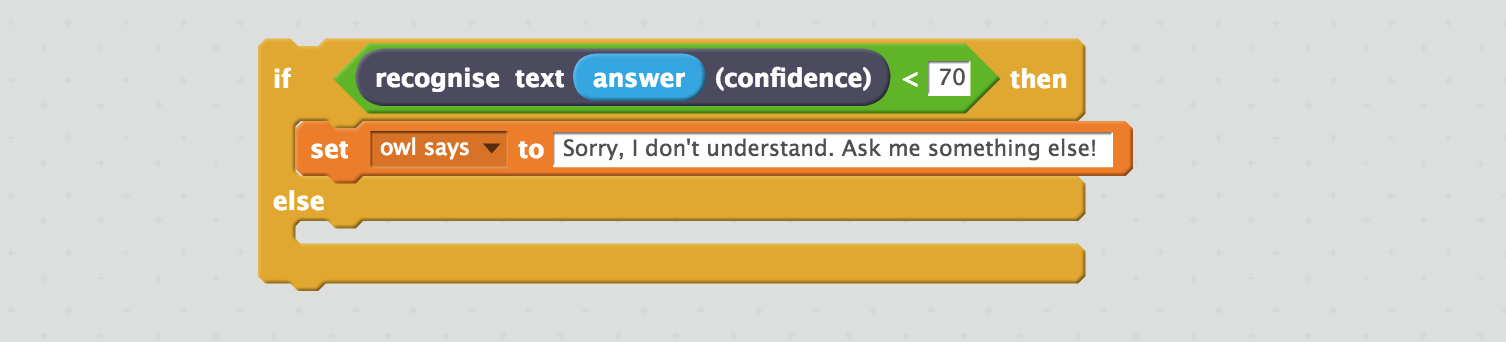 if recognise text answer (confidence) < 70 then
set owl says to Sorry, I don't understand. Ask me something else!
else